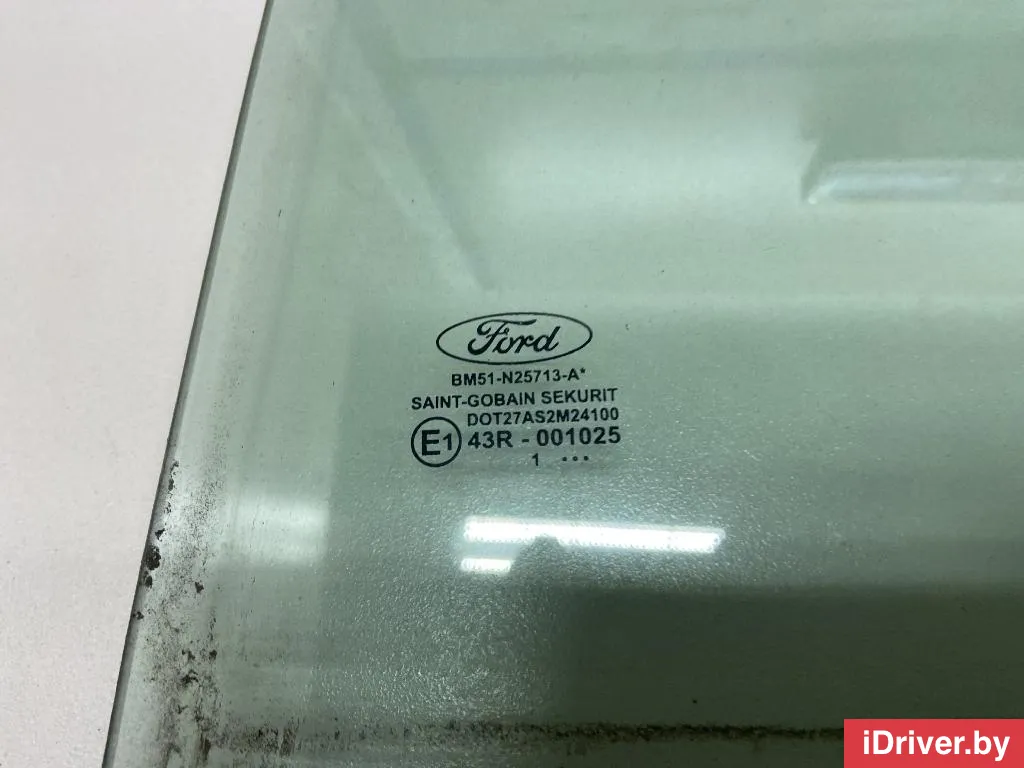 Ford
BM51-N25713-A*
SAINT-GOBAIN SEKURIT
DOT27AS2M24100
E1 43R - 001025
1 •••
iDriver.by